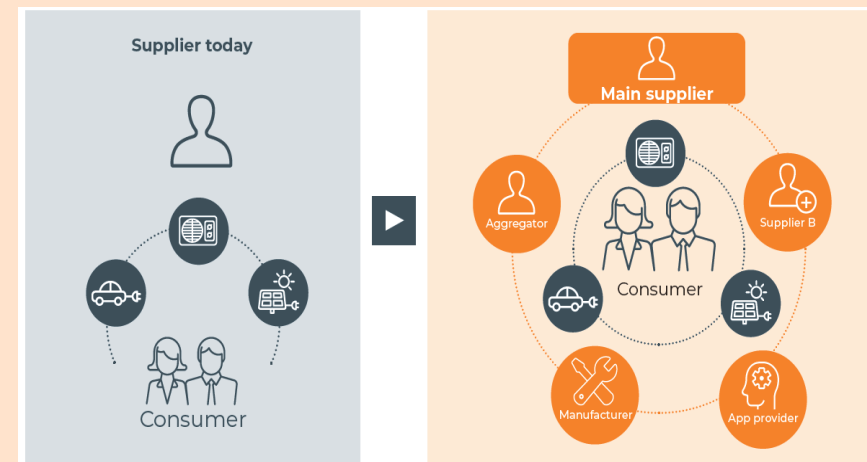 Supplier today
Consumer
Main supplier
Aggregator
Supplier B
Consumer
Manufacturer
App provider